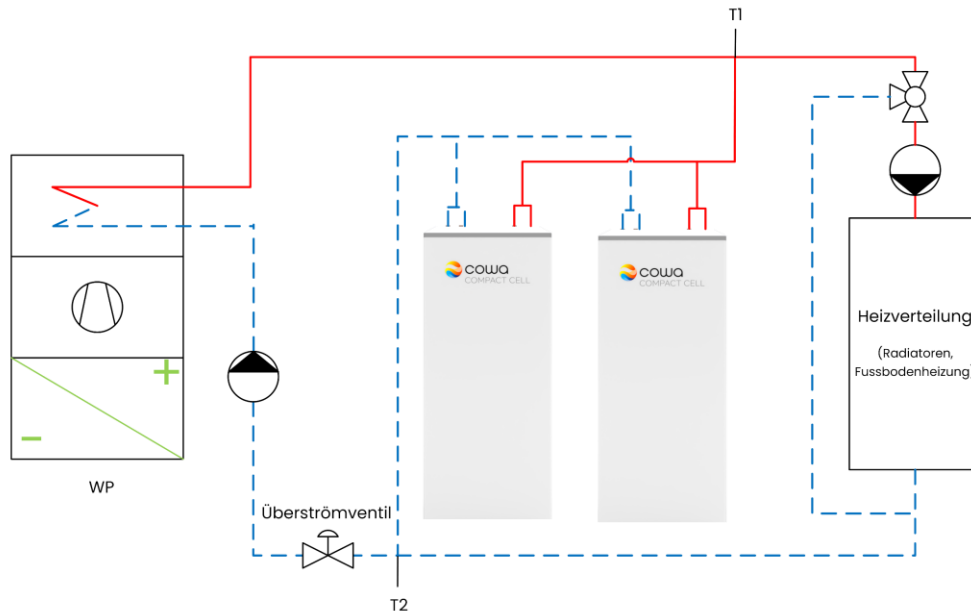 T1
cowa
COMPACT CELL
cowa
COMPACT CELL
Heizverteilung
(Radiatoren,
Fussbodenheizung)
+
−
WP
Überströmventil
T2